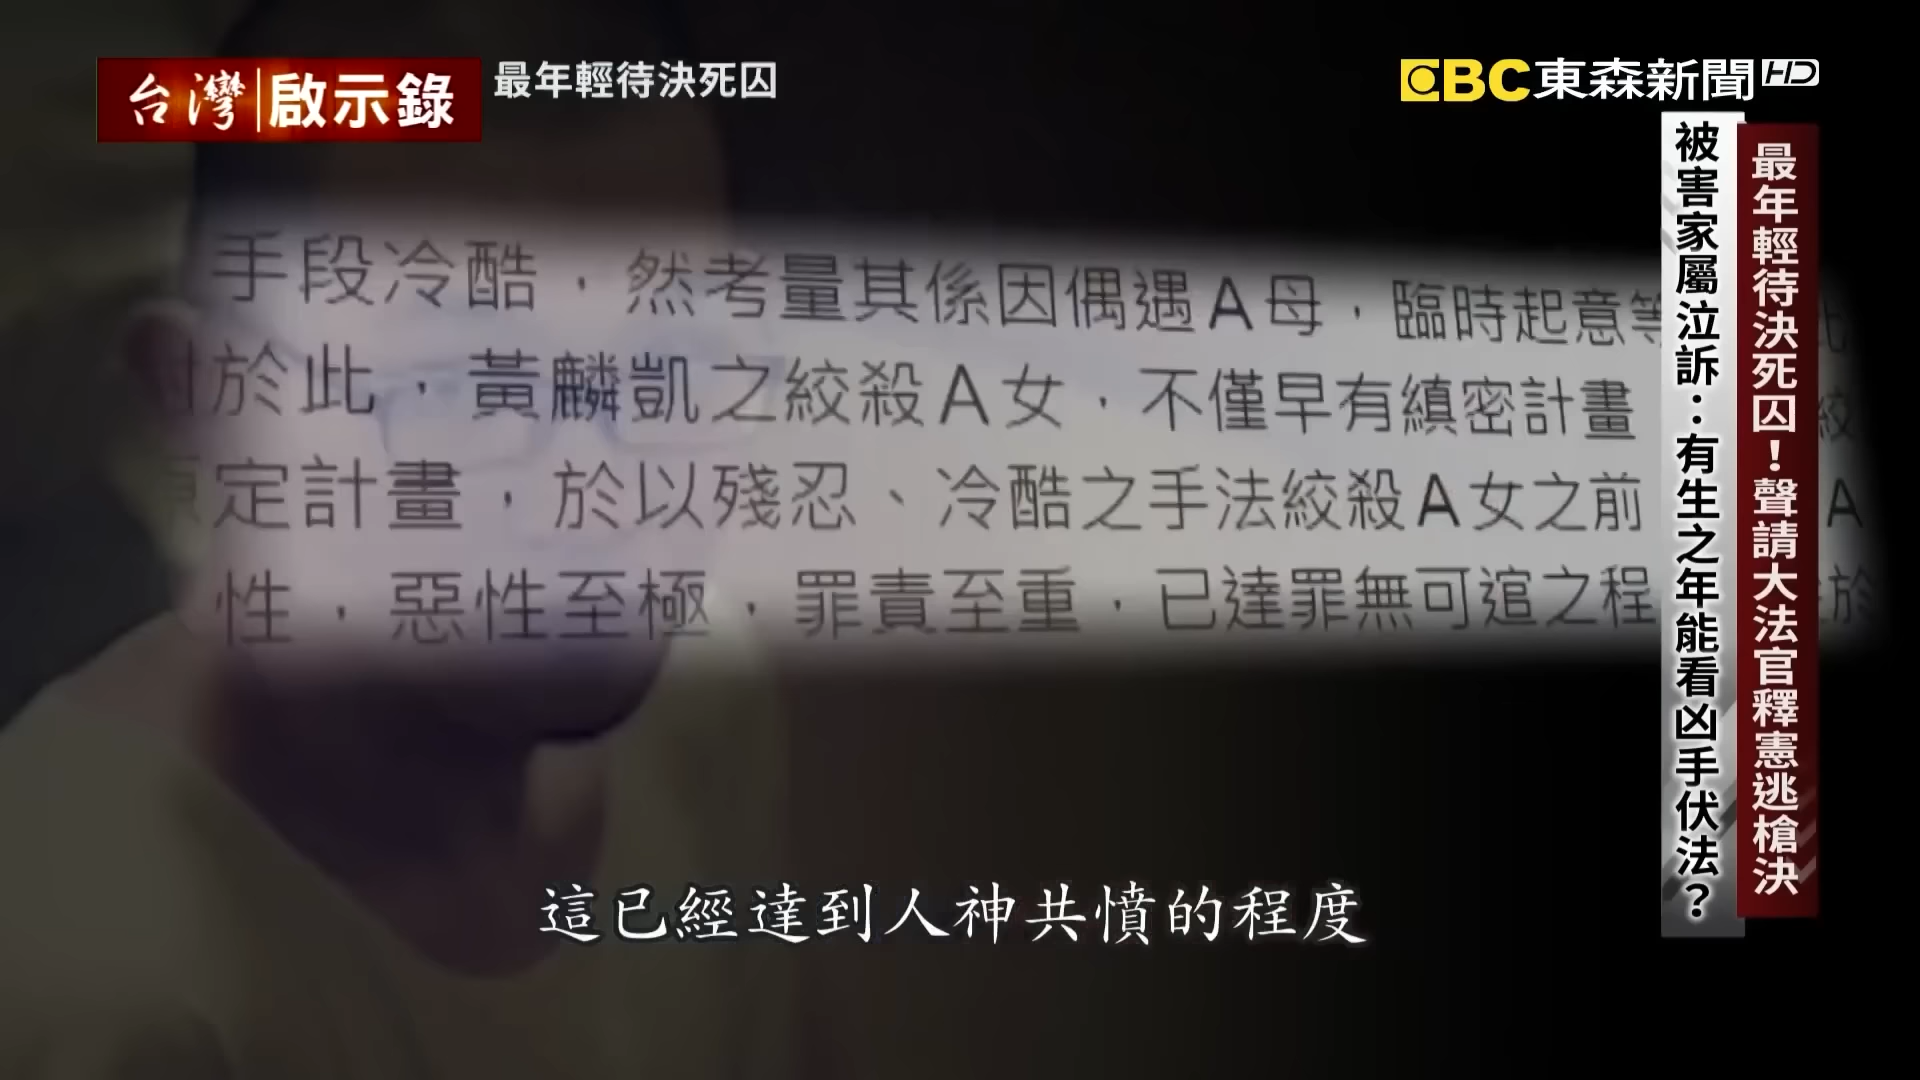 台灣啟示錄
最年輕待決死囚
EBC東森新聞HD
最年輕待決死囚！聲請大法官釋憲逃槍決
被害家屬泣訴：有生之年能看凶手伏法？
手段冷酷，然考量其係因偶遇A母，臨時起意等
於此，黃麟凱之絞殺A女，不僅早有縝密計畫
定計畫，於以殘忍、冷酷之手法絞殺A女之前
性，惡性至極，罪責至重，已達罪無可逭之程
這已經達到人神共憤的程度